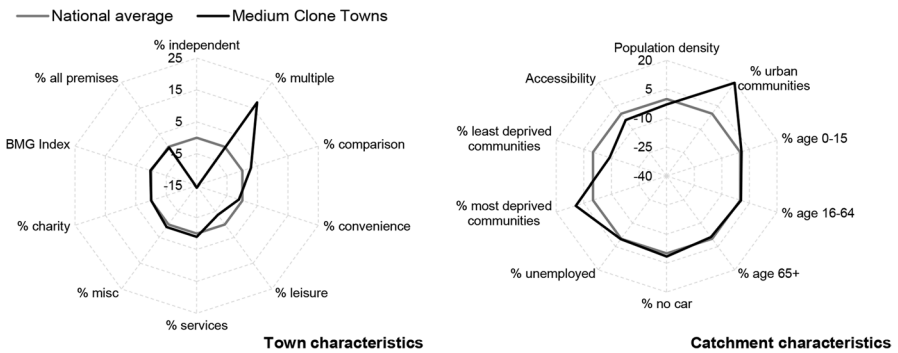 National average
Medium Clone Towns
% independent
25
% all premises
% multiple
15
5
BMG Index
-5
% comparison
-15
% charity
% convenience
% misc
% leisure
% services
Town characteristics
Population density
20
Accessibility
% urban
communities
5
-10
% least deprived
communities
% age 0-15
-25
-40
% most deprived
communities
% age 16-64
% unemployed
% age 65+
% no car
Catchment characteristics